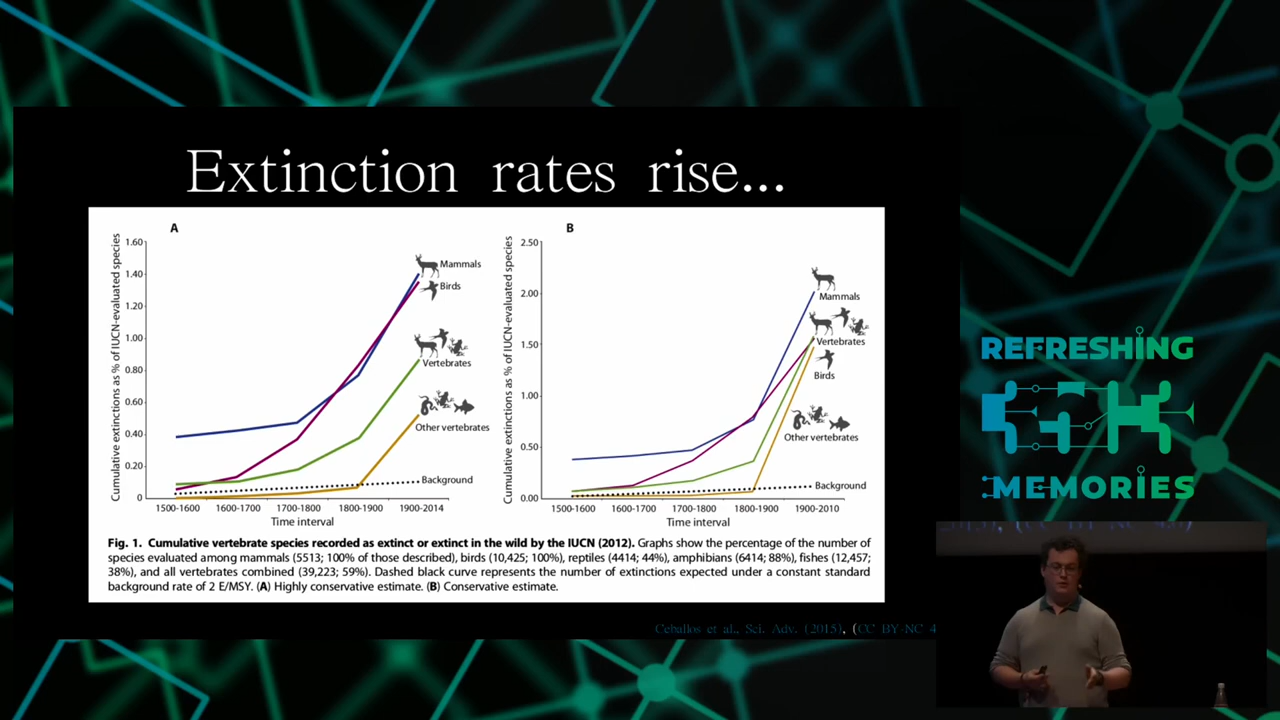 Extinction rates rise...
A
Cumulative extinctions as % of IUCN-evaluated species
1.60
1.40
1.20
1.00
0.80
0.60
0.40
0.20
0
Mammals
Birds
Vertebrates
Other vertebrates
Background
1500-1600 1600-1700 1700-1800 1800-1900 1900-2014
Time interval
B
Cumulative extinctions as % of IUCN-evaluated species
2.50
2.00
1.50
1.00
0.50
0.00
Mammals
Vertebrates
Birds
Other vertebrates
Background
1500-1600 1600-1700 1700-1800 1800-1900 1900-2010
Time interval
Fig. 1. Cumulative vertebrate species recorded as extinct or extinct in the wild by the IUCN (2012). Graphs show the percentage of the number of
species evaluated among mammals (5513; 100% of those described), birds (10,425; 100%), reptiles (4414; 44%), amphibians (6414; 88%), fishes (12,457;
38%), and all vertebrates combined (39,223; 59%). Dashed black curve represents the number of extinctions expected under a constant standard
background rate of 2 E/MSY. (A) Highly conservative estimate. (B) Conservative estimate.
Ceballos et al., Sci. Adv. (2015), (CC BY-NC 4
REFRESHING
MEMORIES